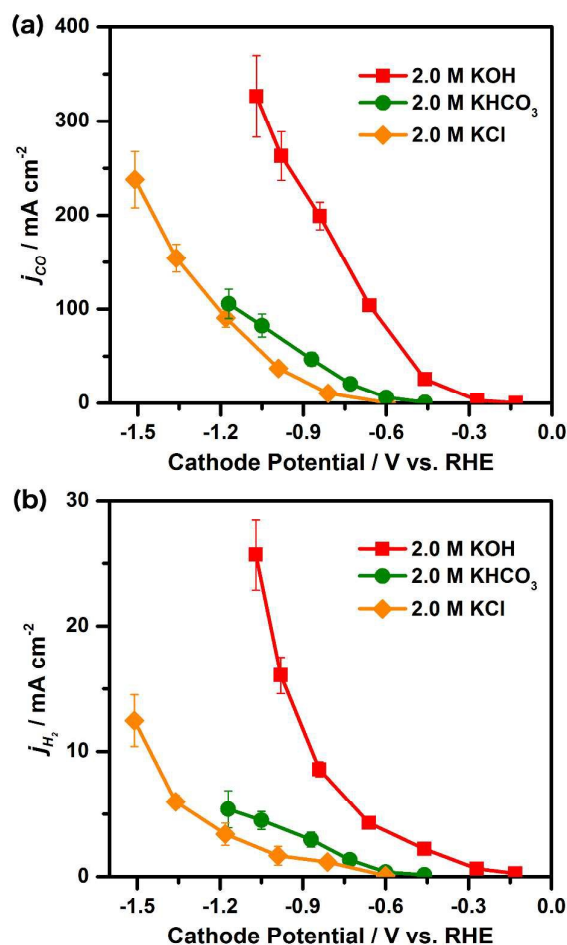 (a)
400
300
200
100
0
j_CO / mA cm⁻²
2.0 M KOH
2.0 M KHCO₃
2.0 M KCl
-1.5 -1.2 -0.9 -0.6 -0.3 0.0
Cathode Potential / V vs. RHE
(b)
30
20
10
0
j_H₂ / mA cm⁻²
2.0 M KOH
2.0 M KHCO₃
2.0 M KCl
-1.5 -1.2 -0.9 -0.6 -0.3 0.0
Cathode Potential / V vs. RHE